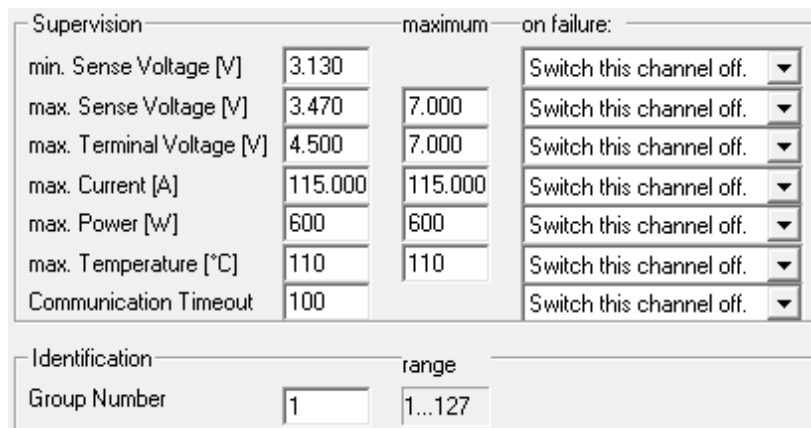 Supervision maximum on failure:
min. Sense Voltage [V] 3.130 Switch this channel off.
max. Sense Voltage [V] 3.470 7.000 Switch this channel off.
max. Terminal Voltage [V] 4.500 7.000 Switch this channel off.
max. Current [A] 115.000 115.000 Switch this channel off.
max. Power [W] 600 600 Switch this channel off.
max. Temperature [°C] 110 110 Switch this channel off.
Communication Timeout 100 Switch this channel off.
Identification range
Group Number 1 1...127